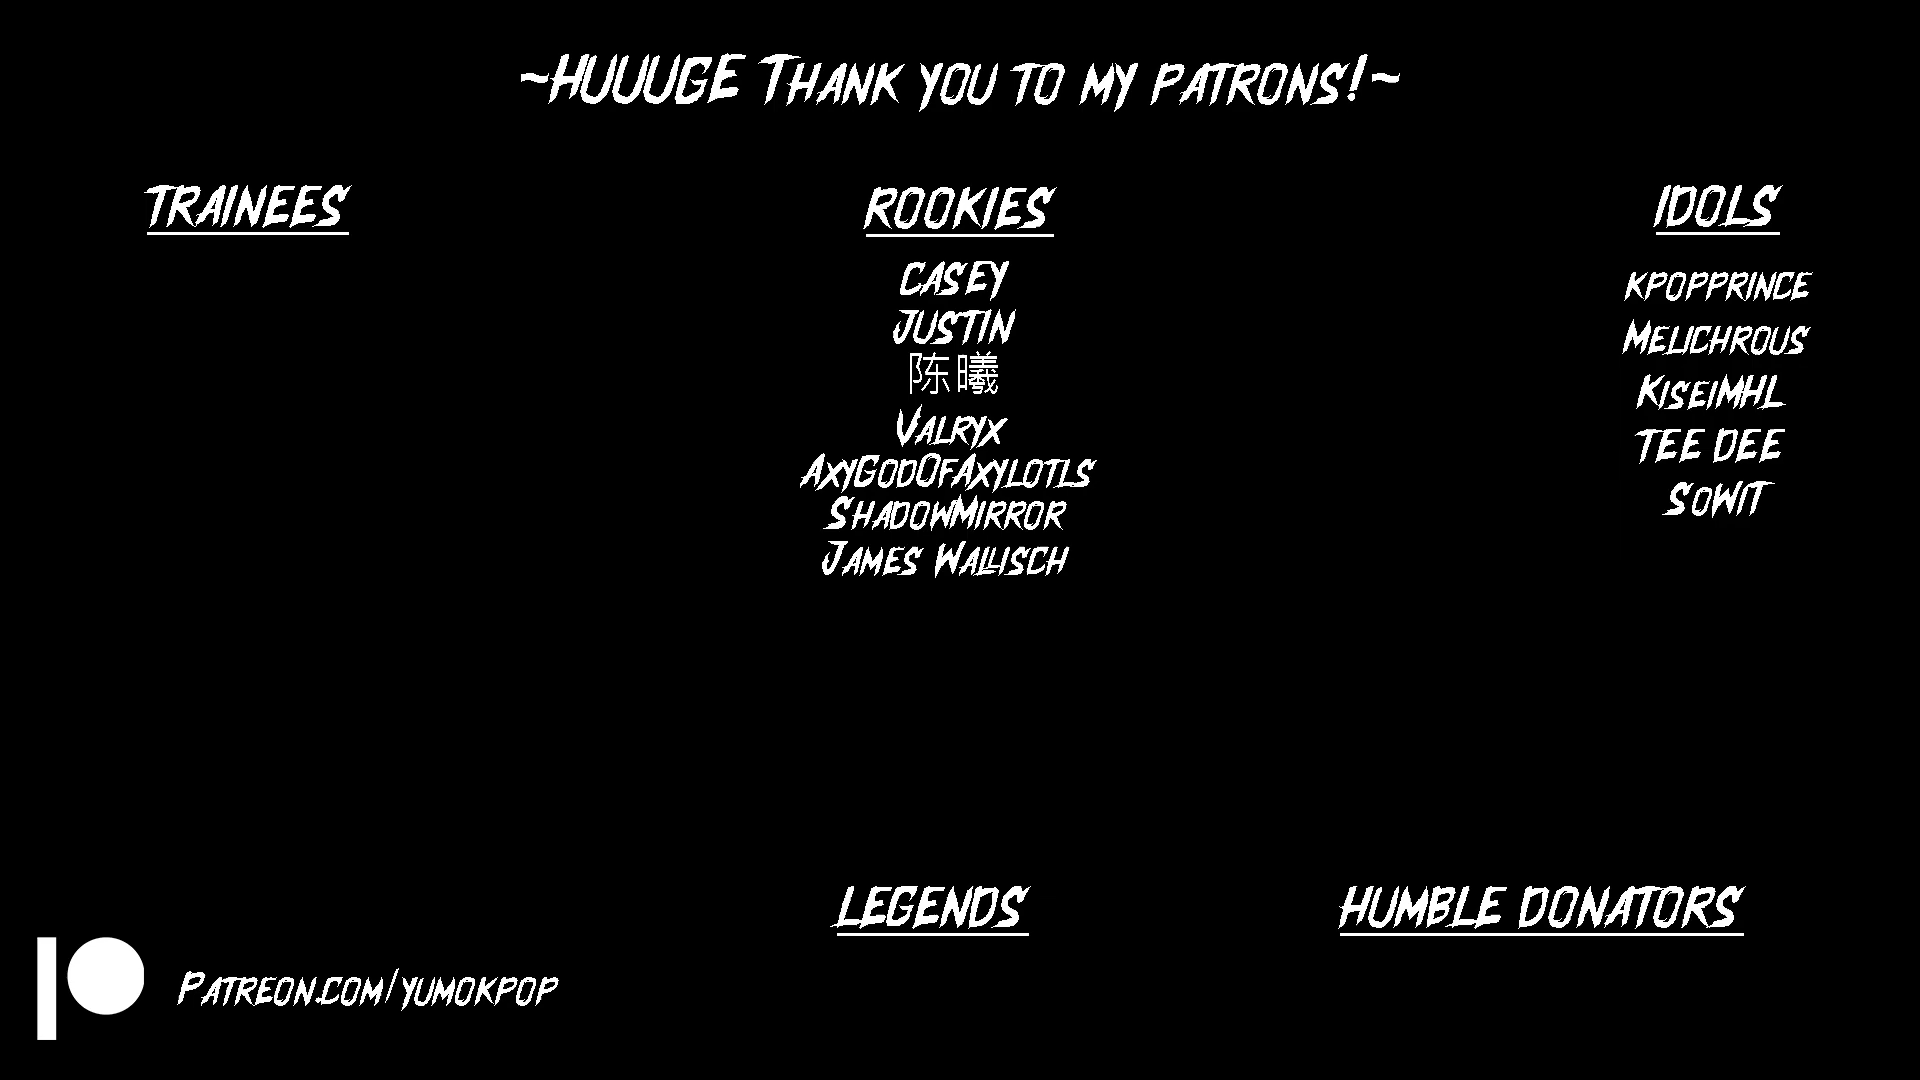 ~HUUUGE THANK YOU TO MY PATRONS!~
TRAINEES
ROOKIES
CASEY
JUSTIN
陈曦
VALRYX
AXYGODOFAXYLOTLS
SHADOWMIRROR
JAMES WALLISCH
IDOLS
KPOPPRINCE
MELICHROUS
KISEIMHL
TEE DEE
SOWIT
LEGENDS
HUMBLE DONATORS
PATREON.COM/YUMOKPOP